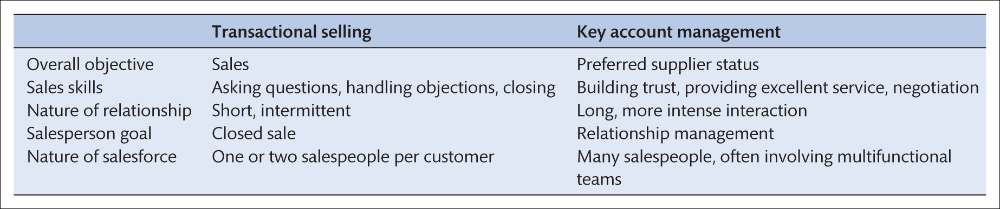 Transactional selling Key account management
Overall objective Sales Preferred supplier status
Sales skills Asking questions, handling objections, closing Building trust, providing excellent service, negotiation
Nature of relationship Short, intermittent Long, more intense interaction
Salesperson goal Closed sale Relationship management
Nature of salesforce One or two salespeople per customer Many salespeople, often involving multifunctional
teams